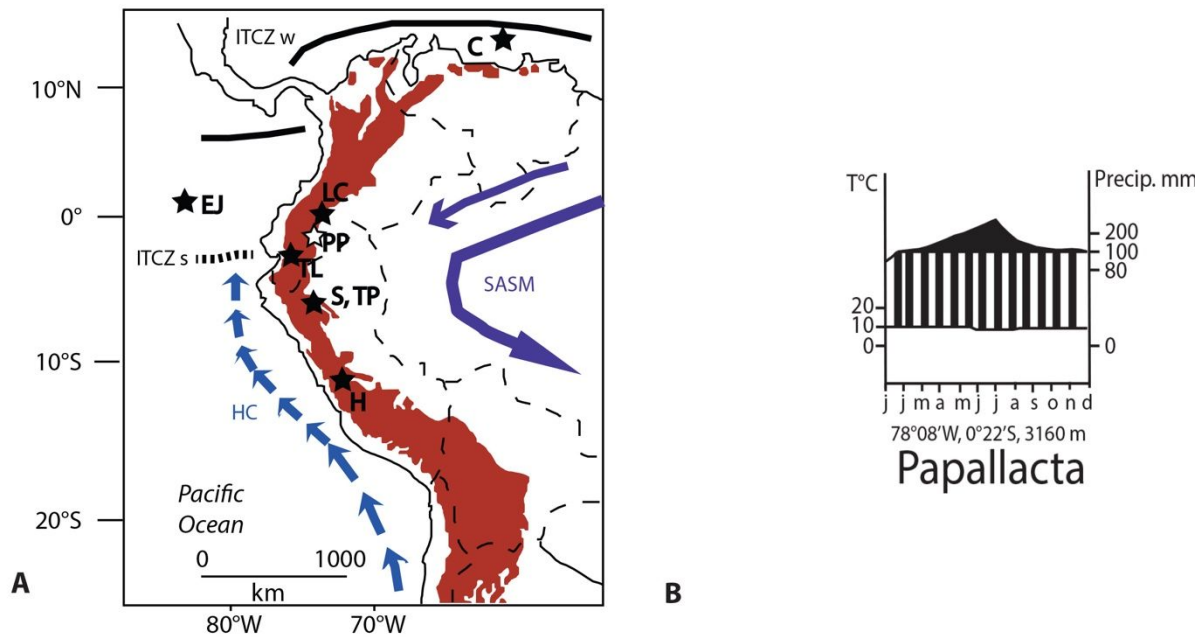 ITCZ w
C
10°N
LC
EJ
0°
PP
ITCZ s
TL
SASM
S, TP
10°S
HC
H
Pacific
Ocean
20°S
0 1000
km
A
80°W 70°W
T°C Precip. mm
200
100
80
20
10
0 0
j j m a m j j a s o n d
78°08'W, 0°22'S, 3160 m
Papallacta
B